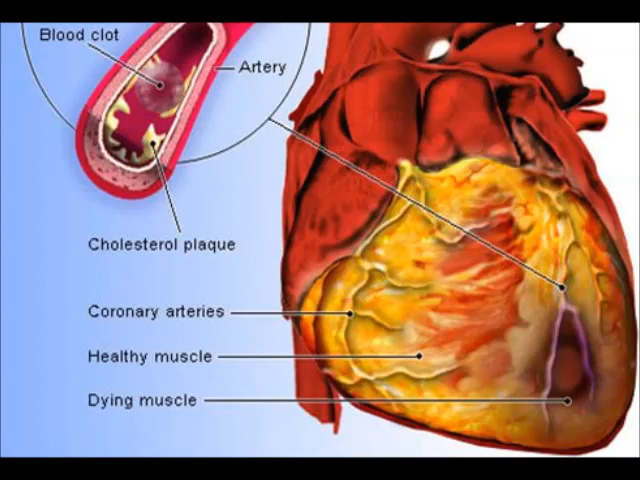 Blood clot
Artery
Cholesterol plaque
Coronary arteries
Healthy muscle
Dying muscle